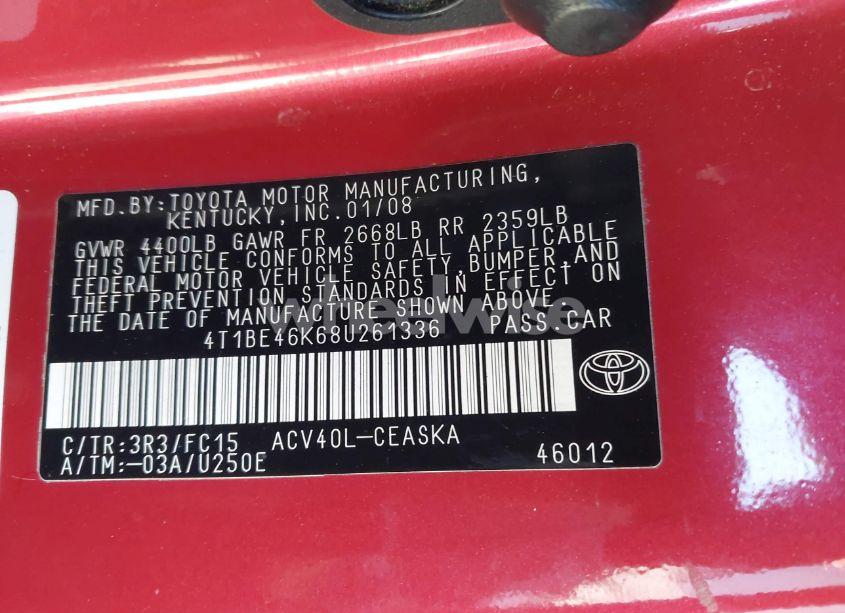 MFD.BY:TOYOTA MOTOR MANUFACTURING,
KENTUCKY,INC.01/08
GVWR 4400LB GAWR FR 2668LB RR 2359LB
THIS VEHICLE CONFORMS TO ALL APPLICABLE
FEDERAL MOTOR VEHICLE SAFETY,BUMPER,AND
THEFT PREVENTION STANDARDS IN EFFECT ON
THE DATE OF MANUFACTURE SHOWN ABOVE.
4T1BE46K68U261336 PASS.CAR
C/TR:3R3/FC15 ACV40L-CEASKA
A/TM:-03A/U250E 46012
wheelwise